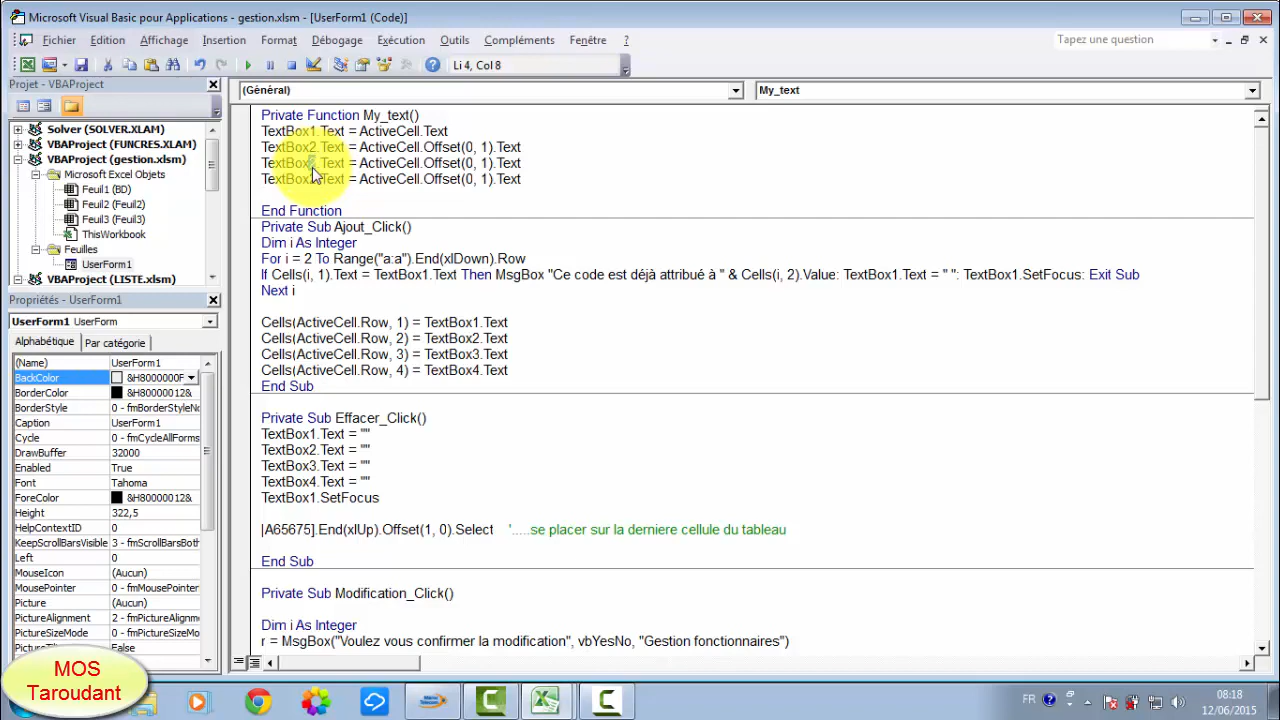 Microsoft Visual Basic pour Applications - gestion.xlsm - [UserForm1 (Code)]
Fichier Edition Affichage Insertion Format Débogage Exécution Outils Compléments Fenêtre ? Tapez une question
Li 4, Col 8
Projet - VBAProject
Solver (SOLVER.XLAM)
VBAProject (FUNCRES.XLAM)
VBAProject (gestion.xlsm)
Microsoft Excel Objets
Feuil1 (BD)
Feuil2 (Feuil2)
Feuil3 (Feuil3)
ThisWorkbook
Feuilles
UserForm1
VBAProject (LISTE.xlsm)
Propriétés - UserForm1
UserForm1 UserForm
Alphabétique Par catégorie
(Name) UserForm1
BackColor &H8000000F
BorderColor &H80000012&
BorderStyle 0 - fmBorderStyleNo
Caption UserForm1
Cycle 0 - fmCycleAllForms
DrawBuffer 32000
Enabled True
Font Tahoma
ForeColor &H80000012&
Height 322,5
HelpContextID 0
KeepScrollBarsVisible 3 - fmScrollBarsBoth
Left 0
MouseIcon (Aucun)
MousePointer 0 - fmMousePointer
Picture (Aucun)
PictureAlignment 2 - fmPictureAlignm
PictureSizeMode 0 - fmPictureSizeMo
False
(Général) My_text
Private Function My_text()
TextBox1.Text = ActiveCell.Text
TextBox2.Text = ActiveCell.Offset(0, 1).Text
.Text = ActiveCell.Offset(0, 1).Text
.Text = ActiveCell.Offset(0, 1).Text
End Function
Private Sub Ajout_Click()
Dim i As Integer
For i = 2 To Range("a:a").End(xlDown).Row
If Cells(i, 1).Text = TextBox1.Text Then MsgBox "Ce code est déjà attribué à " & Cells(i, 2).Value: TextBox1.Text = " ": TextBox1.SetFocus: Exit Sub
Next i
Cells(ActiveCell.Row, 1) = TextBox1.Text
Cells(ActiveCell.Row, 2) = TextBox2.Text
Cells(ActiveCell.Row, 3) = TextBox3.Text
Cells(ActiveCell.Row, 4) = TextBox4.Text
End Sub
Private Sub Effacer_Click()
TextBox1.Text = ""
TextBox2.Text = ""
TextBox3.Text = ""
TextBox4.Text = ""
TextBox1.SetFocus
[A65675].End(xlUp).Offset(1, 0).Select '.....se placer sur la derniere cellule du tableau
End Sub
Private Sub Modification_Click()
Dim i As Integer
r = MsgBox("Voulez vous confirmer la modification", vbYesNo, "Gestion fonctionnaires")
MOS
Taroudant
FR
08:18
12/06/2015